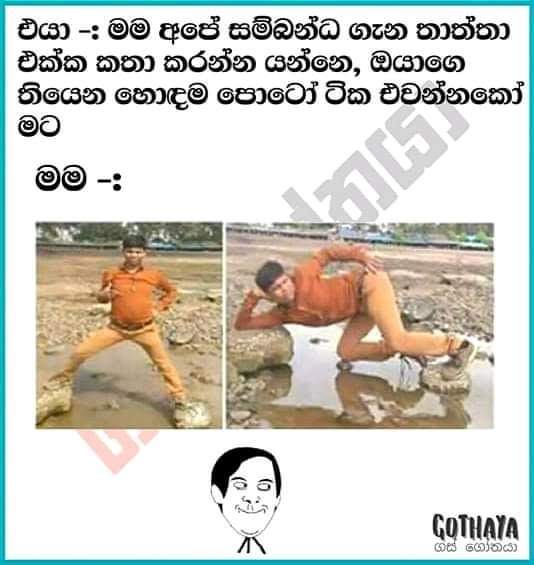 එයා -: මම අපේ සම්බන්ධ ගැන තාත්තා
එක්ක කතා කරන්න යන්නෙ, ඔයාගෙ
තියෙන හොඳම පොටෝ ටික එවන්නකෝ
මට
මම -:
GOTHAYA
ගස් ගෝතයා